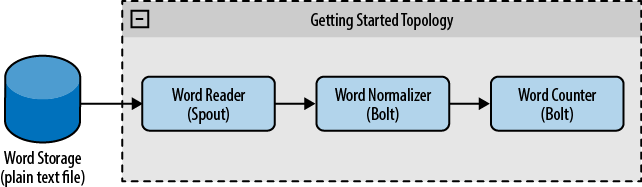 Getting Started Topology
Word Reader
(Spout)
Word Normalizer
(Bolt)
Word Counter
(Bolt)
Word Storage
(plain text file)